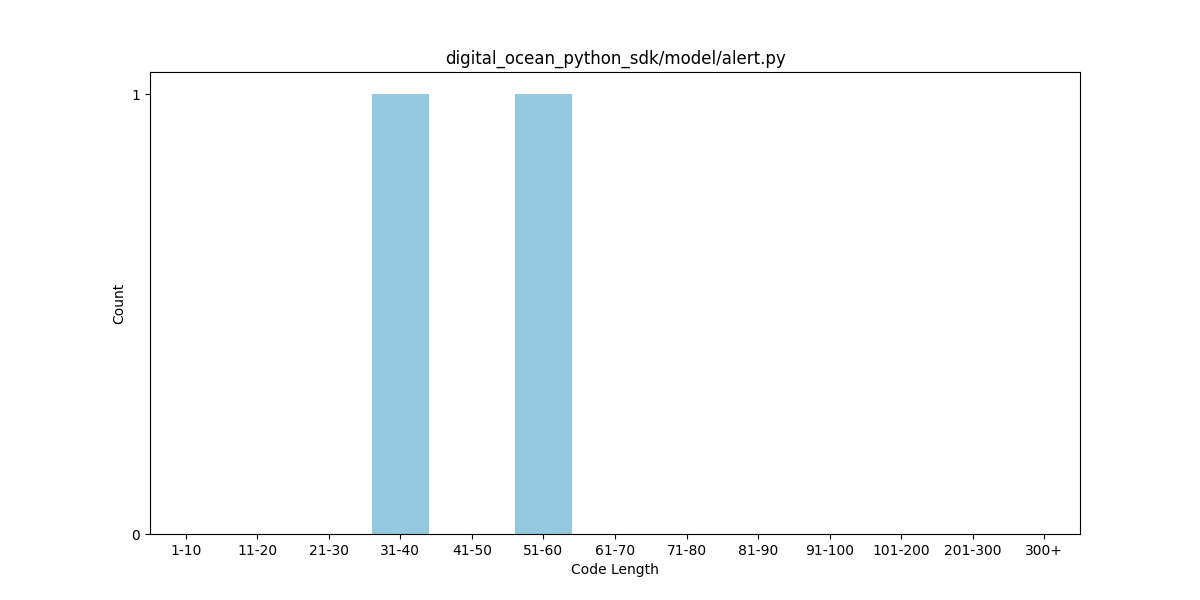 digital_ocean_python_sdk/model/alert.py
1
Count
0
1-10 11-20 21-30 31-40 41-50 51-60 61-70 71-80 81-90 91-100 101-200 201-300 300+
Code Length